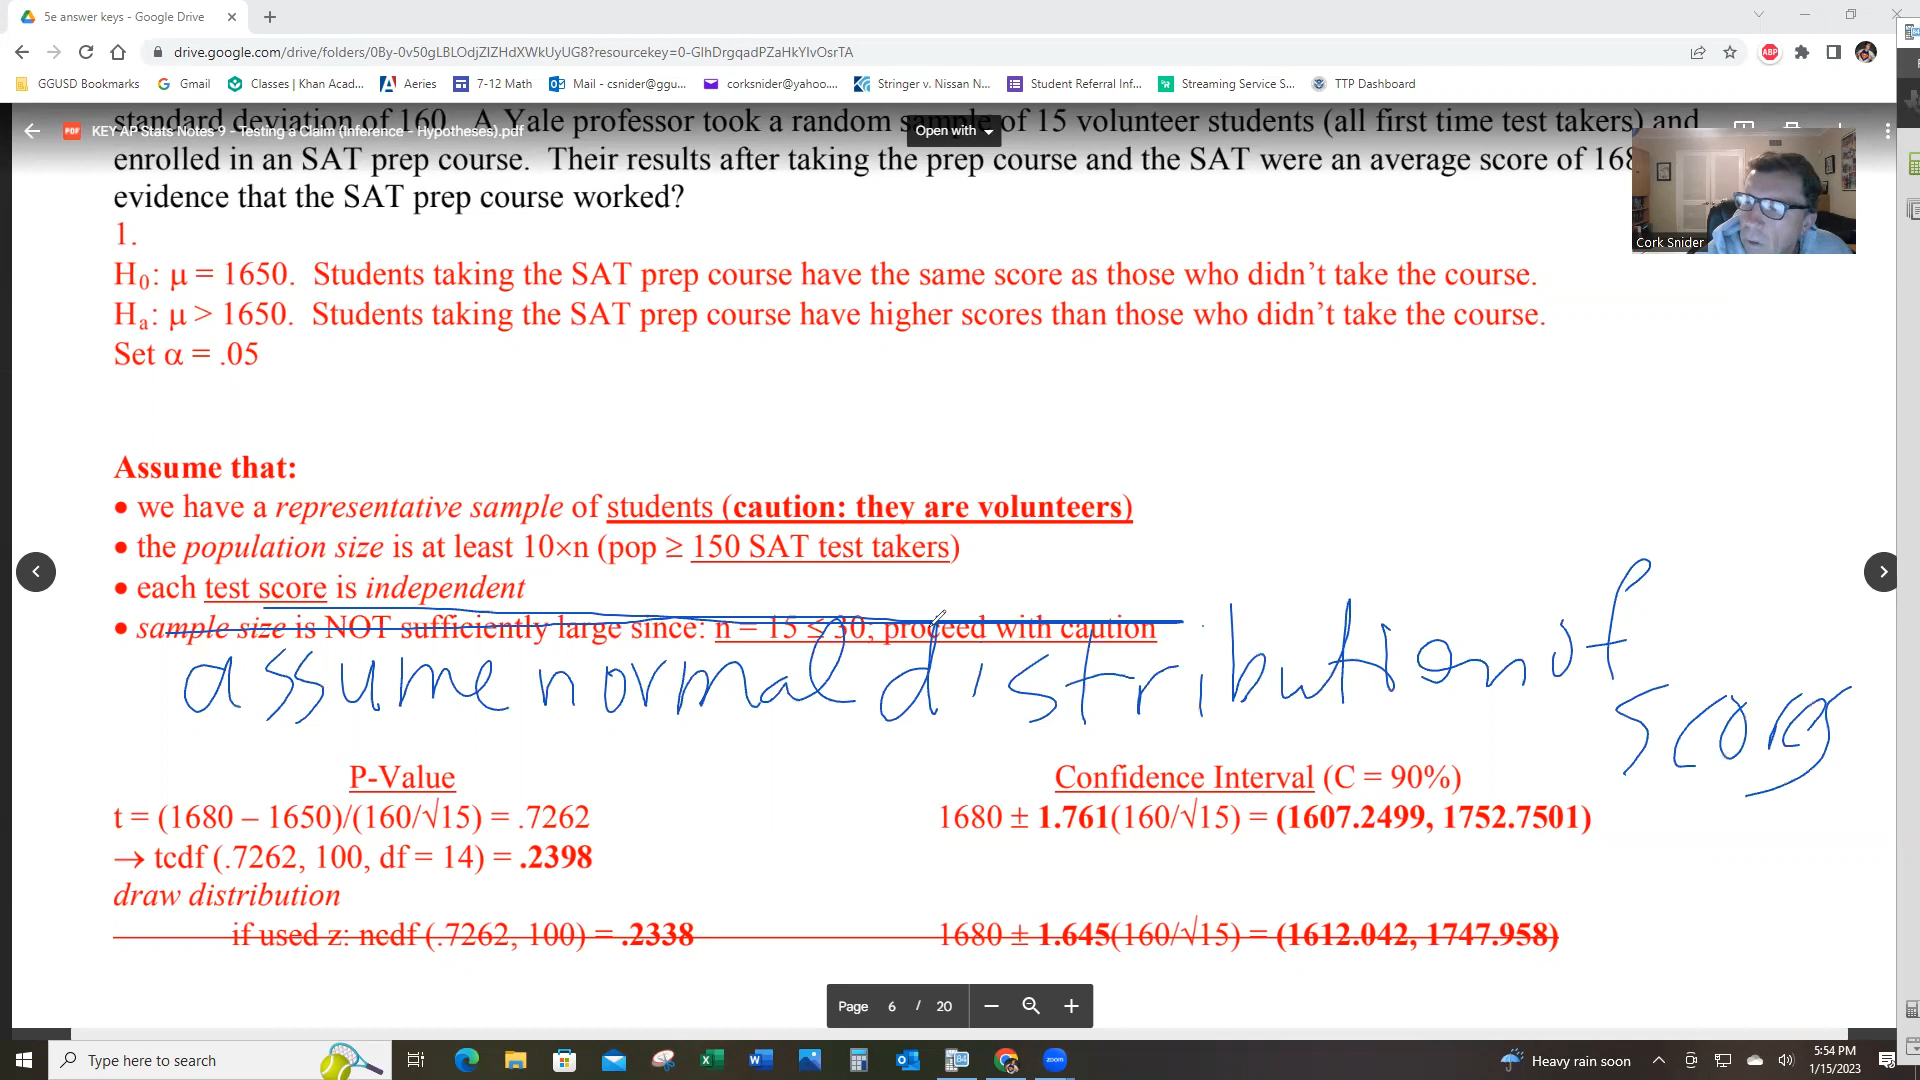 5e answer keys - Google Drive
drive.google.com/drive/folders/0By-0v50gLBLOdjZIZHdXWkUyUG8?resourcekey=0-GlhDrgqadPZaHkYlvOsrTA
GGUSD Bookmarks Gmail Classes | Khan Acad... Aeries 7-12 Math Mail - csnider@ggu... corksnider@yahoo.... Stringer v. Nissan N... Student Referral Inf... Streaming Service S... TTP Dashboard
standard deviation of 160. A Yale professor took a random sample of 15 volunteer students (all first time test takers) and
PDF KEY AP Stats Notes 9 - Testing a Claim (Inference - Hypotheses).pdf Open with
enrolled in an SAT prep course. Their results after taking the prep course and the SAT were an average score of 168
evidence that the SAT prep course worked?
Cork Snider
1.
H₀: μ = 1650. Students taking the SAT prep course have the same score as those who didn't take the course.
Hₐ: μ > 1650. Students taking the SAT prep course have higher scores than those who didn't take the course.
Set α = .05
Assume that:
• we have a representative sample of students (caution: they are volunteers)
• the population size is at least 10×n (pop ≥ 150 SAT test takers)
• each test score is independent
• sample size is NOT sufficiently large since: n = 15 ≤ 30, proceed with caution
assume normal distribution of
scores
P-Value Confidence Interval (C = 90%)
t = (1680 – 1650)/(160/√15) = .7262 1680 ± 1.761(160/√15) = (1607.2499, 1752.7501)
→ tcdf (.7262, 100, df = 14) = .2398
draw distribution
if used z: ncdf (.7262, 100) = .2338 1680 ± 1.645(160/√15) = (1612.042, 1747.958)
Page 6 / 20
Type here to search
Heavy rain soon
5:54 PM
1/15/2023
ABP
zoom